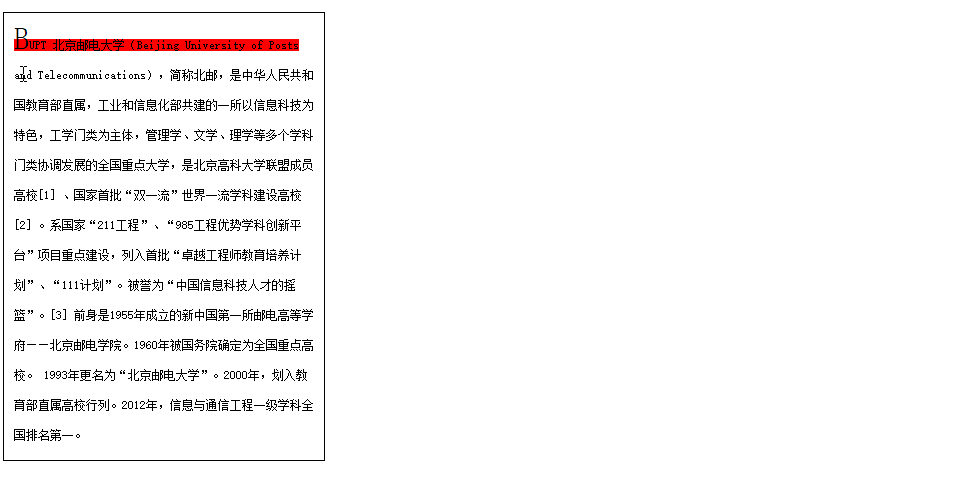 BUPT 北京邮电大学（Beijing University of Posts
and Telecommunications），简称北邮，是中华人民共和
国教育部直属，工业和信息化部共建的一所以信息科技为
特色，工学门类为主体，管理学、文学、理学等多个学科
门类协调发展的全国重点大学，是北京高科大学联盟成员
高校[1] 、国家首批“双一流”世界一流学科建设高校
[2] 。系国家“211工程”、“985工程优势学科创新平
台”项目重点建设，列入首批“卓越工程师教育培养计
划”、“111计划”。被誉为“中国信息科技人才的摇
篮”。[3] 前身是1955年成立的新中国第一所邮电高等学
府——北京邮电学院。1960年被国务院确定为全国重点高
校。 1993年更名为“北京邮电大学”。2000年，划入教
育部直属高校行列。2012年，信息与通信工程一级学科全
国排名第一。